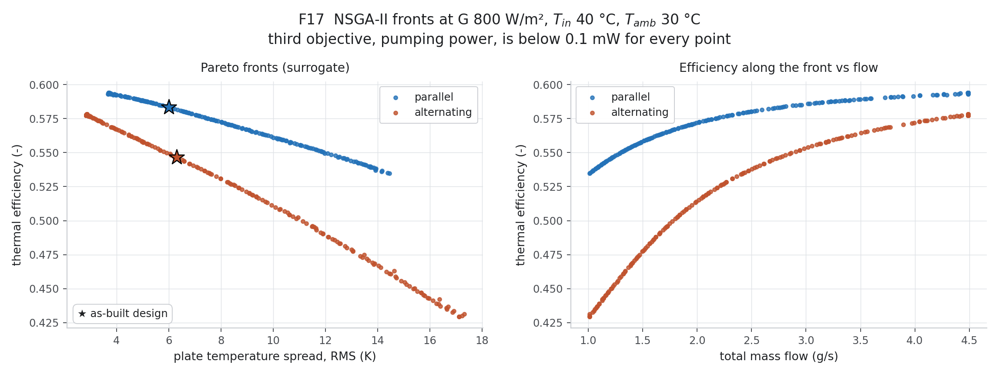 F17 NSGA-II fronts at G 800 W/m², T_in 40 °C, T_amb 30 °C
third objective, pumping power, is below 0.1 mW for every point
Pareto fronts (surrogate)
thermal efficiency (-)
0.600
0.575
0.550
0.525
0.500
0.475
0.450
0.425
parallel
alternating
★ as-built design
4 6 8 10 12 14 16 18
plate temperature spread, RMS (K)
Efficiency along the front vs flow
thermal efficiency (-)
0.600
0.575
0.550
0.525
0.500
0.475
0.450
0.425
parallel
alternating
1.0 1.5 2.0 2.5 3.0 3.5 4.0 4.5
total mass flow (g/s)